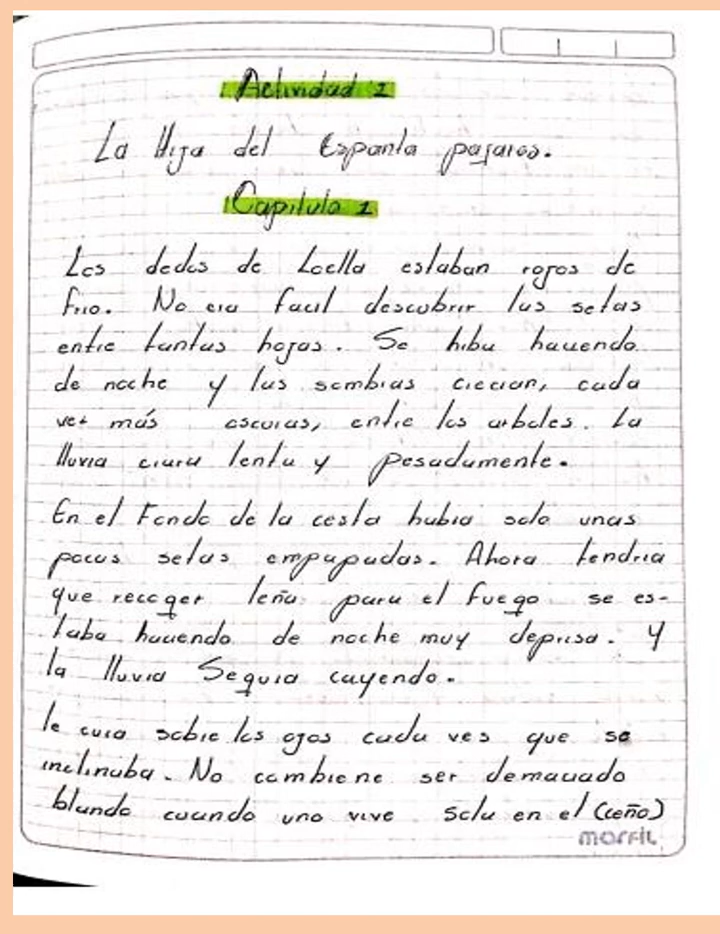 Actividad 1
La Hija del Espanta pajaros.
Capitulo 1
Los dedos de Loella estaban rojos de
frio. No era facil descubrir las setas
entre tantas hojas. Se hiba haciendo
de noche y las sombras crecian, cada
vez más oscuras, entre los arboles. La
lluvia ciara lenta y pesadamente.
En el Fondo de la cesta habia solo unas
pocas setas empapadas. Ahora tendria
que recoger leña para el fuego se es-
taba haciendo de noche muy deprisa. Y
la lluvia Seguia cayendo.
le caia sobre los ojos cada ves que se
inclinaba. No combiene ser demaciado
blando cuando uno vive sola en el (ceño)
morfil